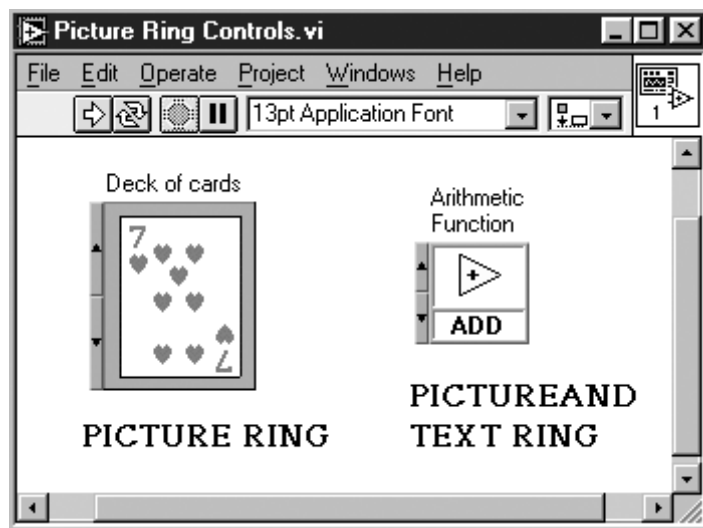 Picture Ring Controls.vi
File Edit Operate Project Windows Help
13pt Application Font
1
Deck of cards
7
7
Arithmetic
Function
+
ADD
PICTURE RING
PICTUREAND
TEXT RING